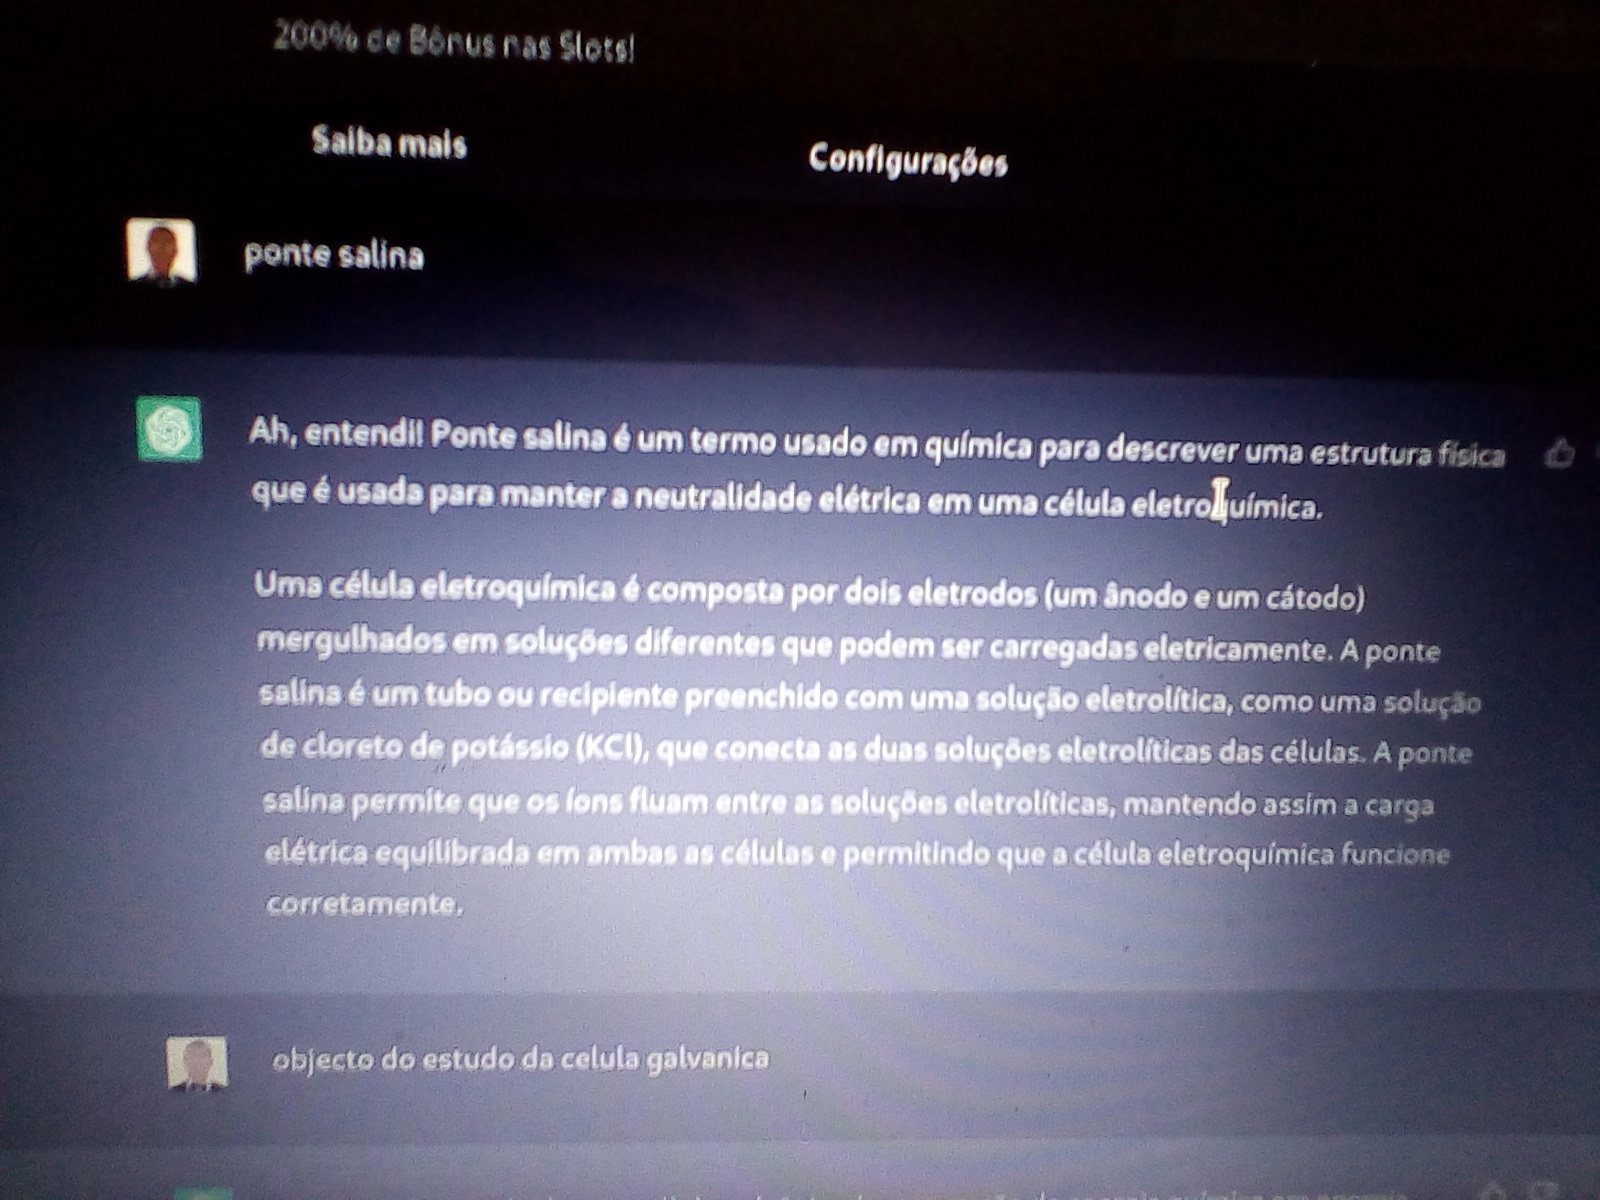 200% de Bônus nas Slots!
Saiba mais
Configurações
ponte salina
Ah, entendi! Ponte salina é um termo usado em química para descrever uma estrutura física
que é usada para manter a neutralidade elétrica em uma célula eletroquímica.
Uma célula eletroquímica é composta por dois eletrodos (um ânodo e um cátodo)
mergulhados em soluções diferentes que podem ser carregadas eletricamente. A ponte
salina é um tubo ou recipiente preenchido com uma solução eletrolítica, como uma solução
de cloreto de potássio (KCl), que conecta as duas soluções eletrolíticas das células. A ponte
salina permite que os íons fluam entre as soluções eletrolíticas, mantendo assim a carga
elétrica equilibrada em ambas as células e permitindo que a célula eletroquímica funcione
corretamente.
objecto do estudo da celula galvanica